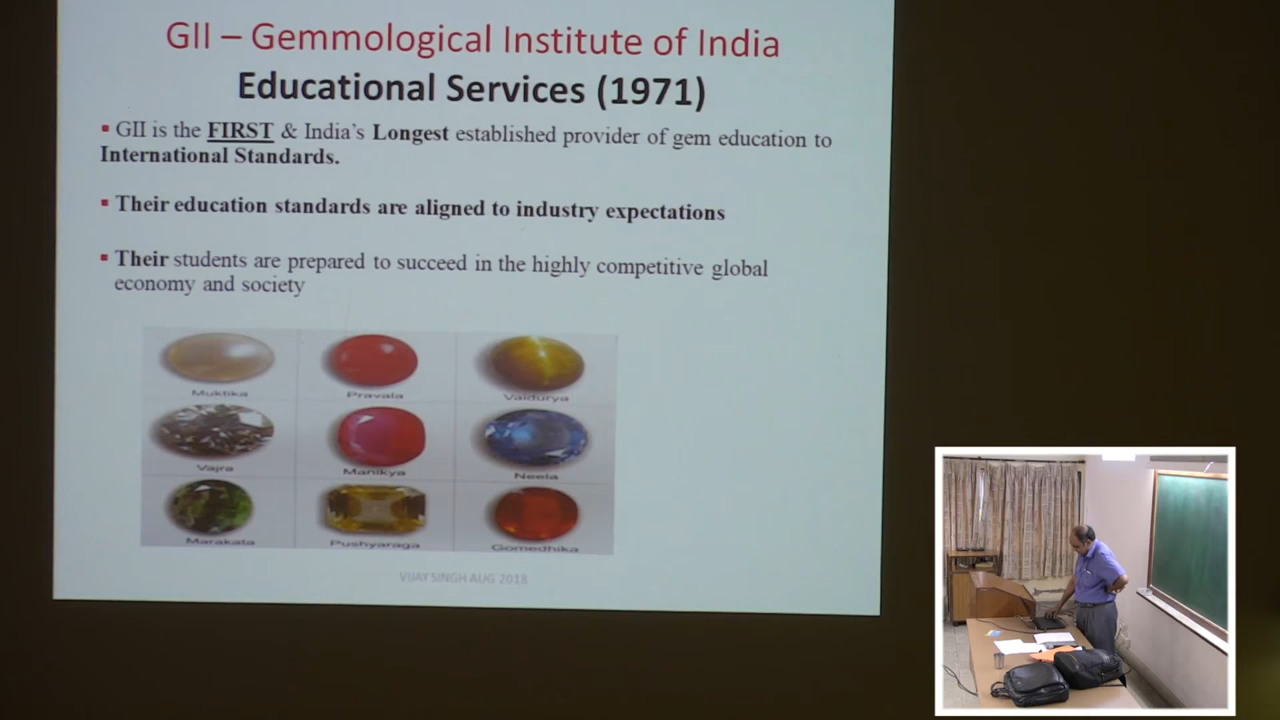 GII – Gemmological Institute of India
Educational Services (1971)
▪ GII is the FIRST & India's Longest established provider of gem education to
International Standards.
▪ Their education standards are aligned to industry expectations
▪ Their students are prepared to succeed in the highly competitive global
economy and society
Muktika Pravala Vaidurya
Vajra Manikya Neela
Marakata Pushyaraga Gomedhika
VIJAY SINGH AUG 2018